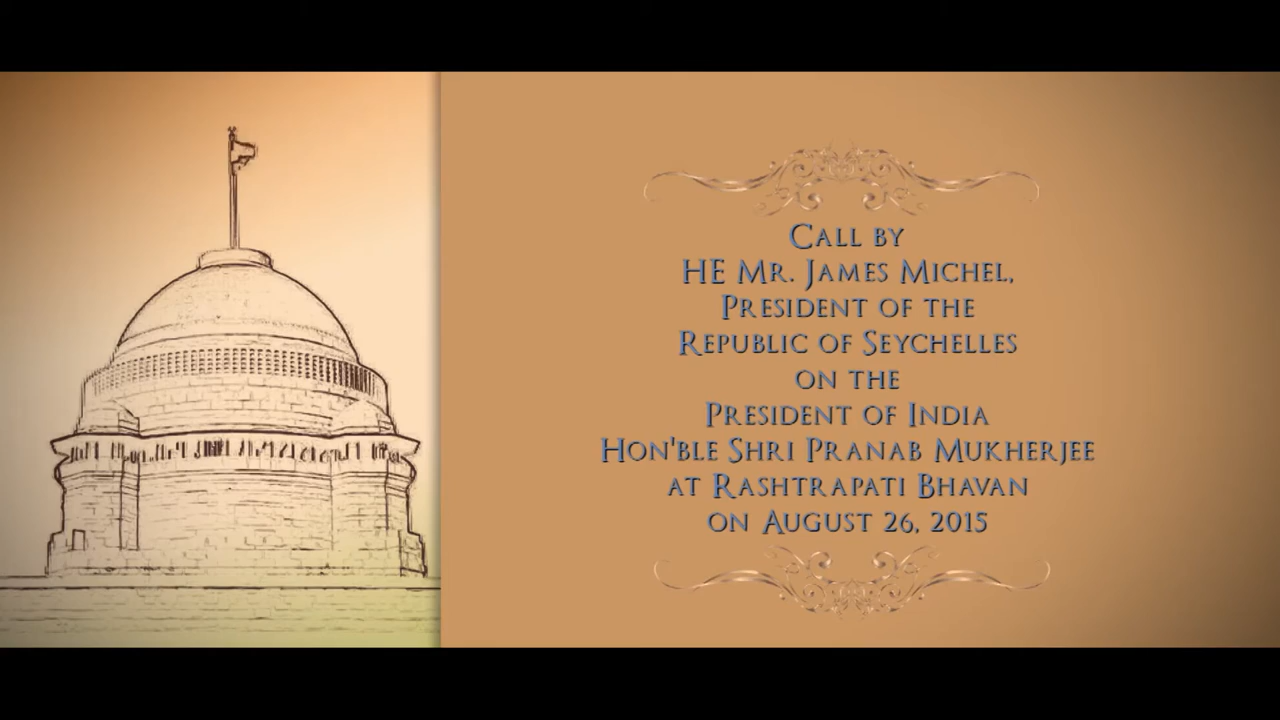 Call by
HE Mr. James Michel,
President of the
Republic of Seychelles
on the
President of India
Hon'ble Shri Pranab Mukherjee
at Rashtrapati Bhavan
on August 26, 2015